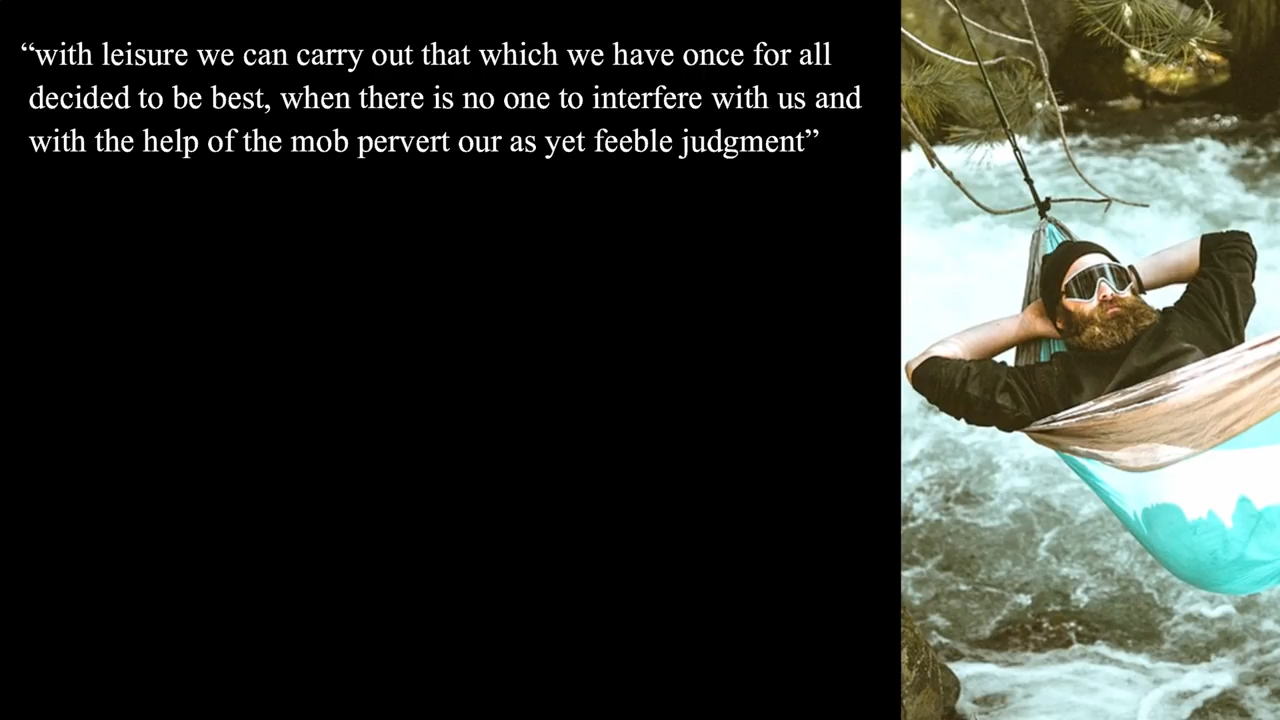 “with leisure we can carry out that which we have once for all
decided to be best, when there is no one to interfere with us and
with the help of the mob pervert our as yet feeble judgment”